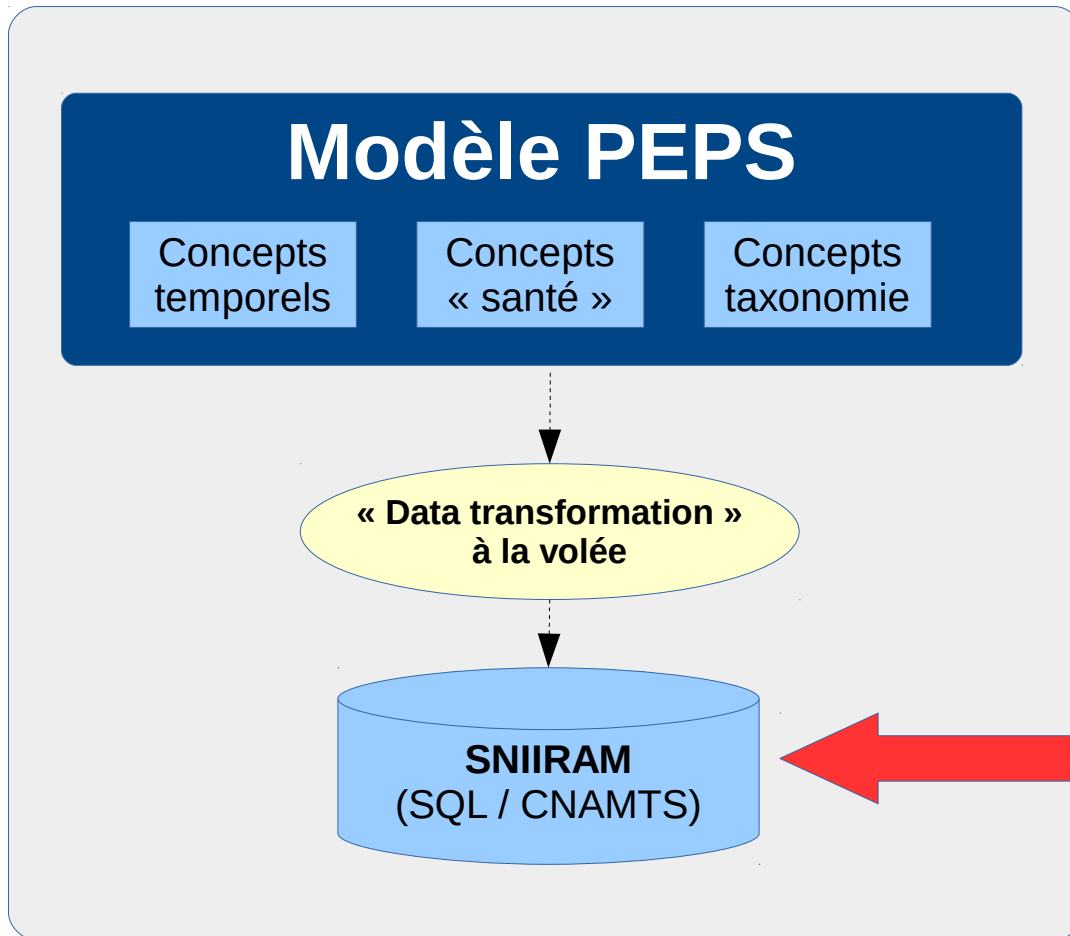 Modèle PEPS
Concepts
temporels
Concepts
« santé »
Concepts
taxonomie
« Data transformation »
à la volée
SNIIRAM
(SQL / CNAMTS)